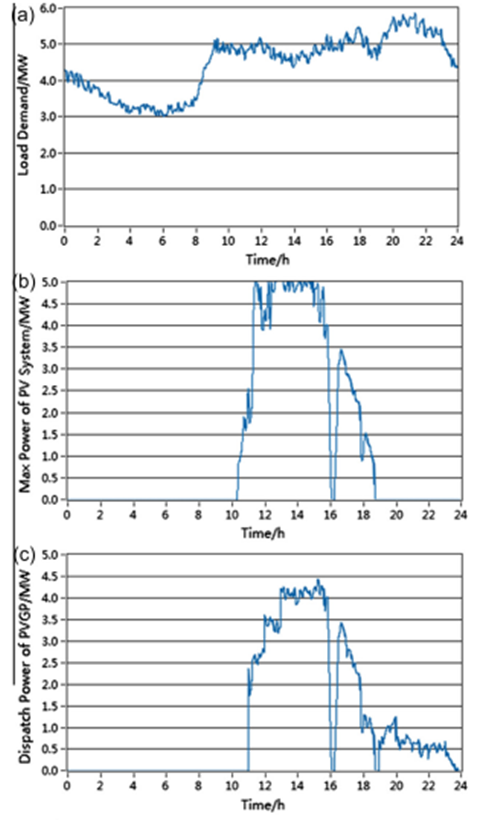 (a)
Load Demand/MW
6.0
5.0
4.0
3.0
2.0
1.0
0.0
0 2 4 6 8 10 12 14 16 18 20 22 24
Time/h
(b)
Max Power of PV System/MW
5.0
4.5
4.0
3.5
3.0
2.5
2.0
1.5
1.0
0.5
0.0
0 2 4 6 8 10 12 14 16 18 20 22 24
Time/h
(c)
Dispatch Power of PVGP/MW
5.0
4.5
4.0
3.5
3.0
2.5
2.0
1.5
1.0
0.5
0.0
0 2 4 6 8 10 12 14 16 18 20 22 24
Time/h